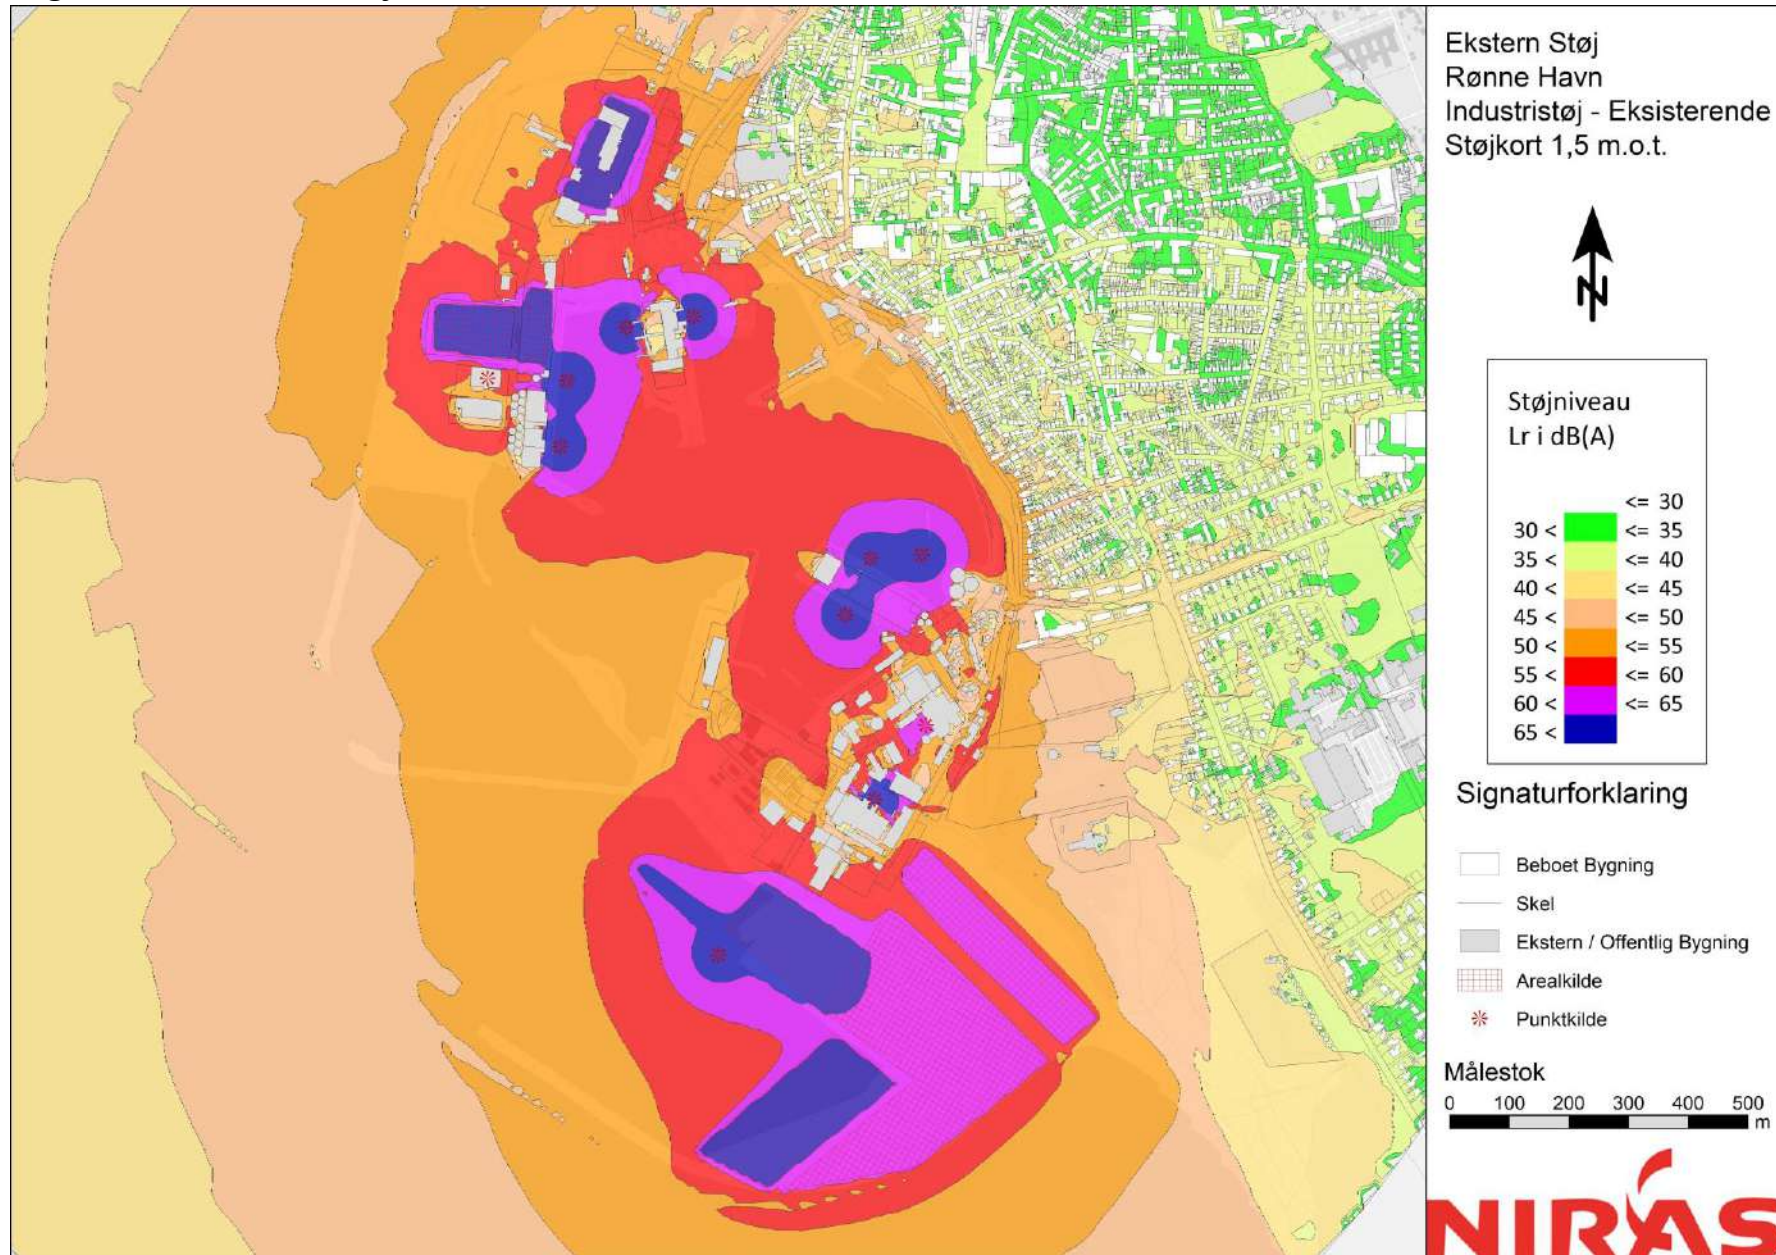 Ekstern Støj
Rønne Havn
Industristøj - Eksisterende
Støjkort 1,5 m.o.t.
N
Støjniveau
Lr i dB(A)
<= 30
30 < <= 35
35 < <= 40
40 < <= 45
45 < <= 50
50 < <= 55
55 < <= 60
60 < <= 65
65 <
Signaturforklaring
Beboet Bygning
Skel
Ekstern / Offentlig Bygning
Arealkilde
Punktkilde
Målestok
0 100 200 300 400 500
m
NIRAS